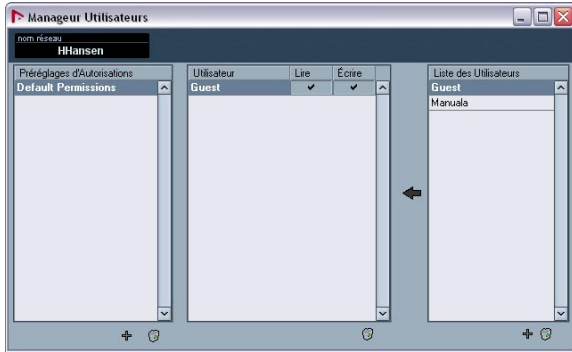 Manageur Utilisateurs
nom réseau
HHansen
Préréglages d'Autorisations
Default Permissions
Utilisateur Lire Écrire
Guest
Liste des Utilisateurs
Guest
Manuala